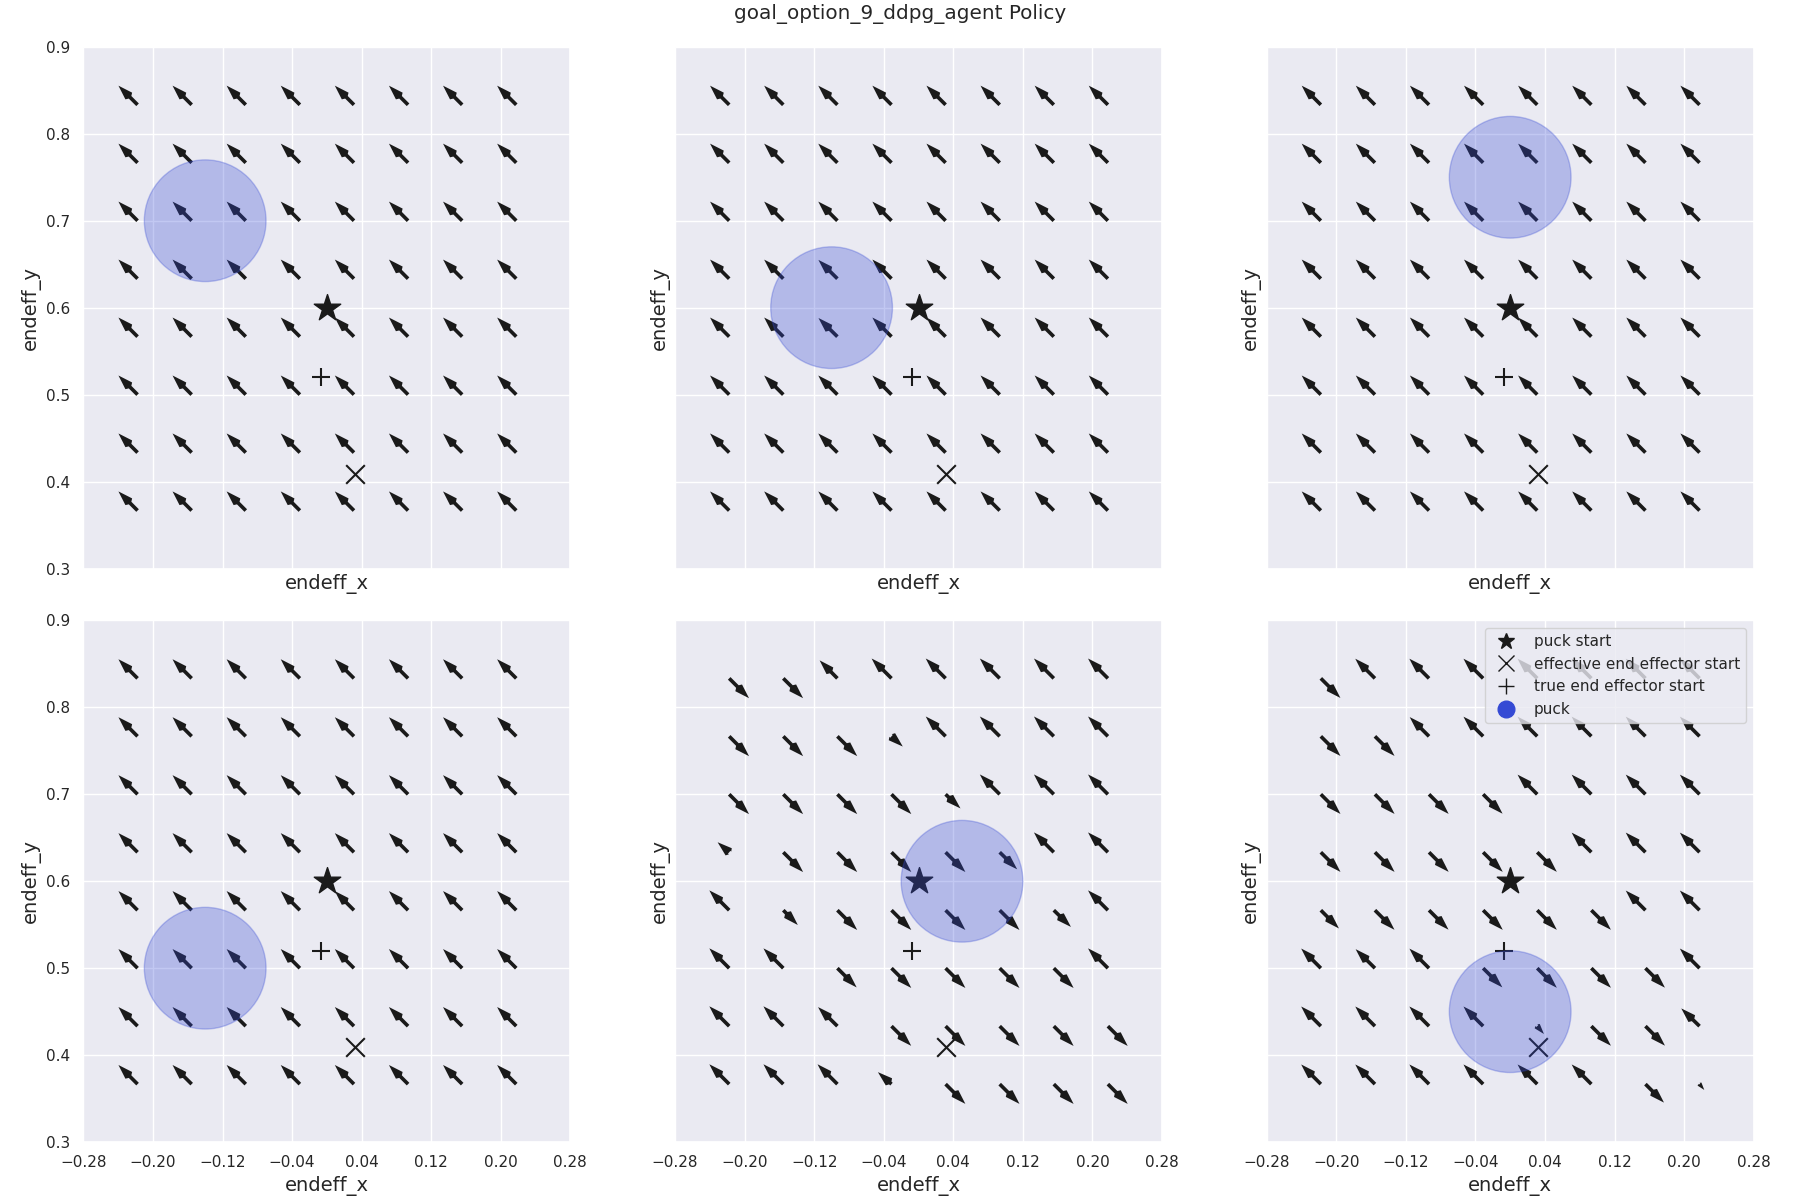 goal_option_9_ddpg_agent Policy
0.9
0.8
0.7
0.6
0.5
0.4
0.3
endeff_y
endeff_x
endeff_y
endeff_x
endeff_y
endeff_x
0.9
0.8
0.7
0.6
0.5
0.4
0.3
endeff_y
−0.28 −0.20 −0.12 −0.04 0.04 0.12 0.20 0.28
endeff_x
endeff_y
−0.28 −0.20 −0.12 −0.04 0.04 0.12 0.20 0.28
endeff_x
puck start
effective end effector start
true end effector start
puck
endeff_y
−0.28 −0.20 −0.12 −0.04 0.04 0.12 0.20 0.28
endeff_x